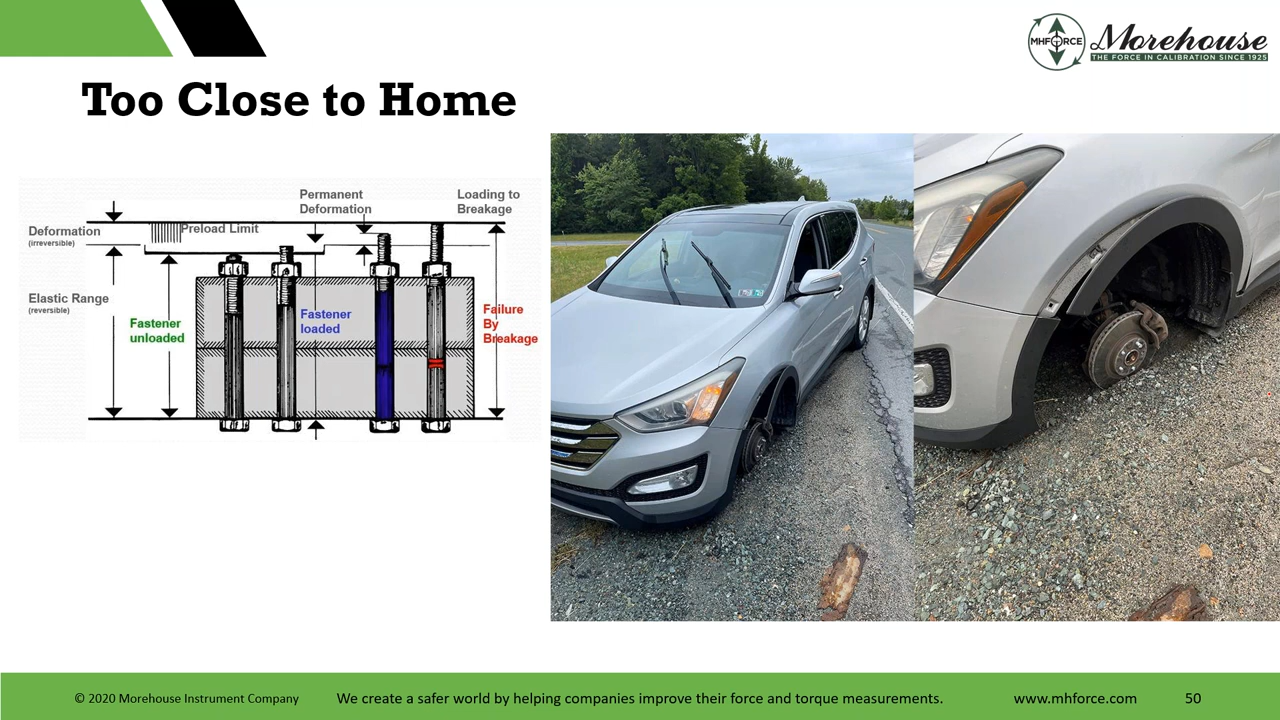 MHFORCE
Morehouse
THE FORCE IN CALIBRATION SINCE 1925
Too Close to Home
Permanent
Deformation
Loading to
Breakage
Deformation
(irreversible)
Preload Limit
Elastic Range
(reversible)
Fastener
unloaded
Fastener
loaded
Failure
By
Breakage
© 2020 Morehouse Instrument Company
We create a safer world by helping companies improve their force and torque measurements.
www.mhforce.com
50